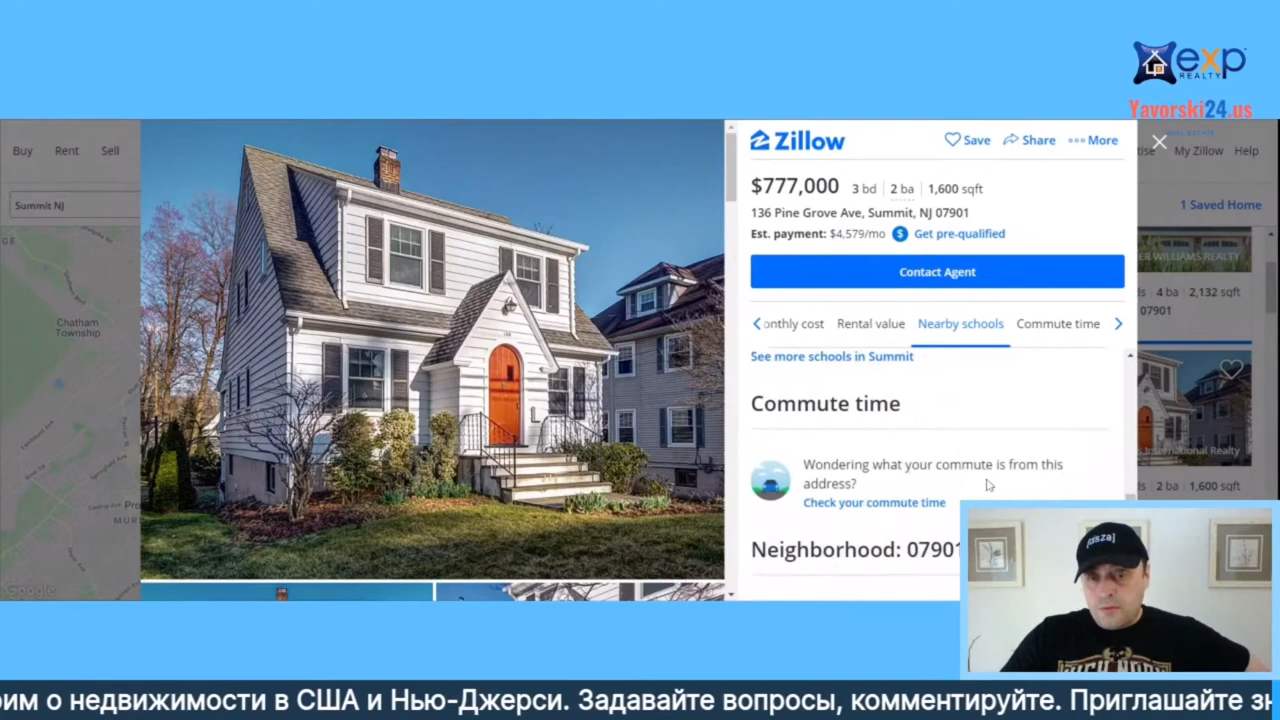 exp
REALTY
Yavorski24.us
Buy Rent Sell
Zillow
Save Share More
My Zillow Help
Summit NJ
$777,000 3 bd 2 ba 1,600 sqft
1 Saved Home
136 Pine Grove Ave, Summit, NJ 07901
Est. payment: $4,579/mo $ Get pre-qualified
WILLIAMS REALTY
Contact Agent
4 ba 2,132 sqft
07901
Chatham
Township
onthly cost Rental value Nearby schools Commute time
See more schools in Summit
Commute time
Wondering what your commute is from this
address?
Check your commute time
Realty
2 ba 1,600 sqft
Neighborhood: 07901
[dsza]
Google
рим о недвижимости в США и Нью-Джерси. Задавайте вопросы, комментируйте. Приглашайте зн